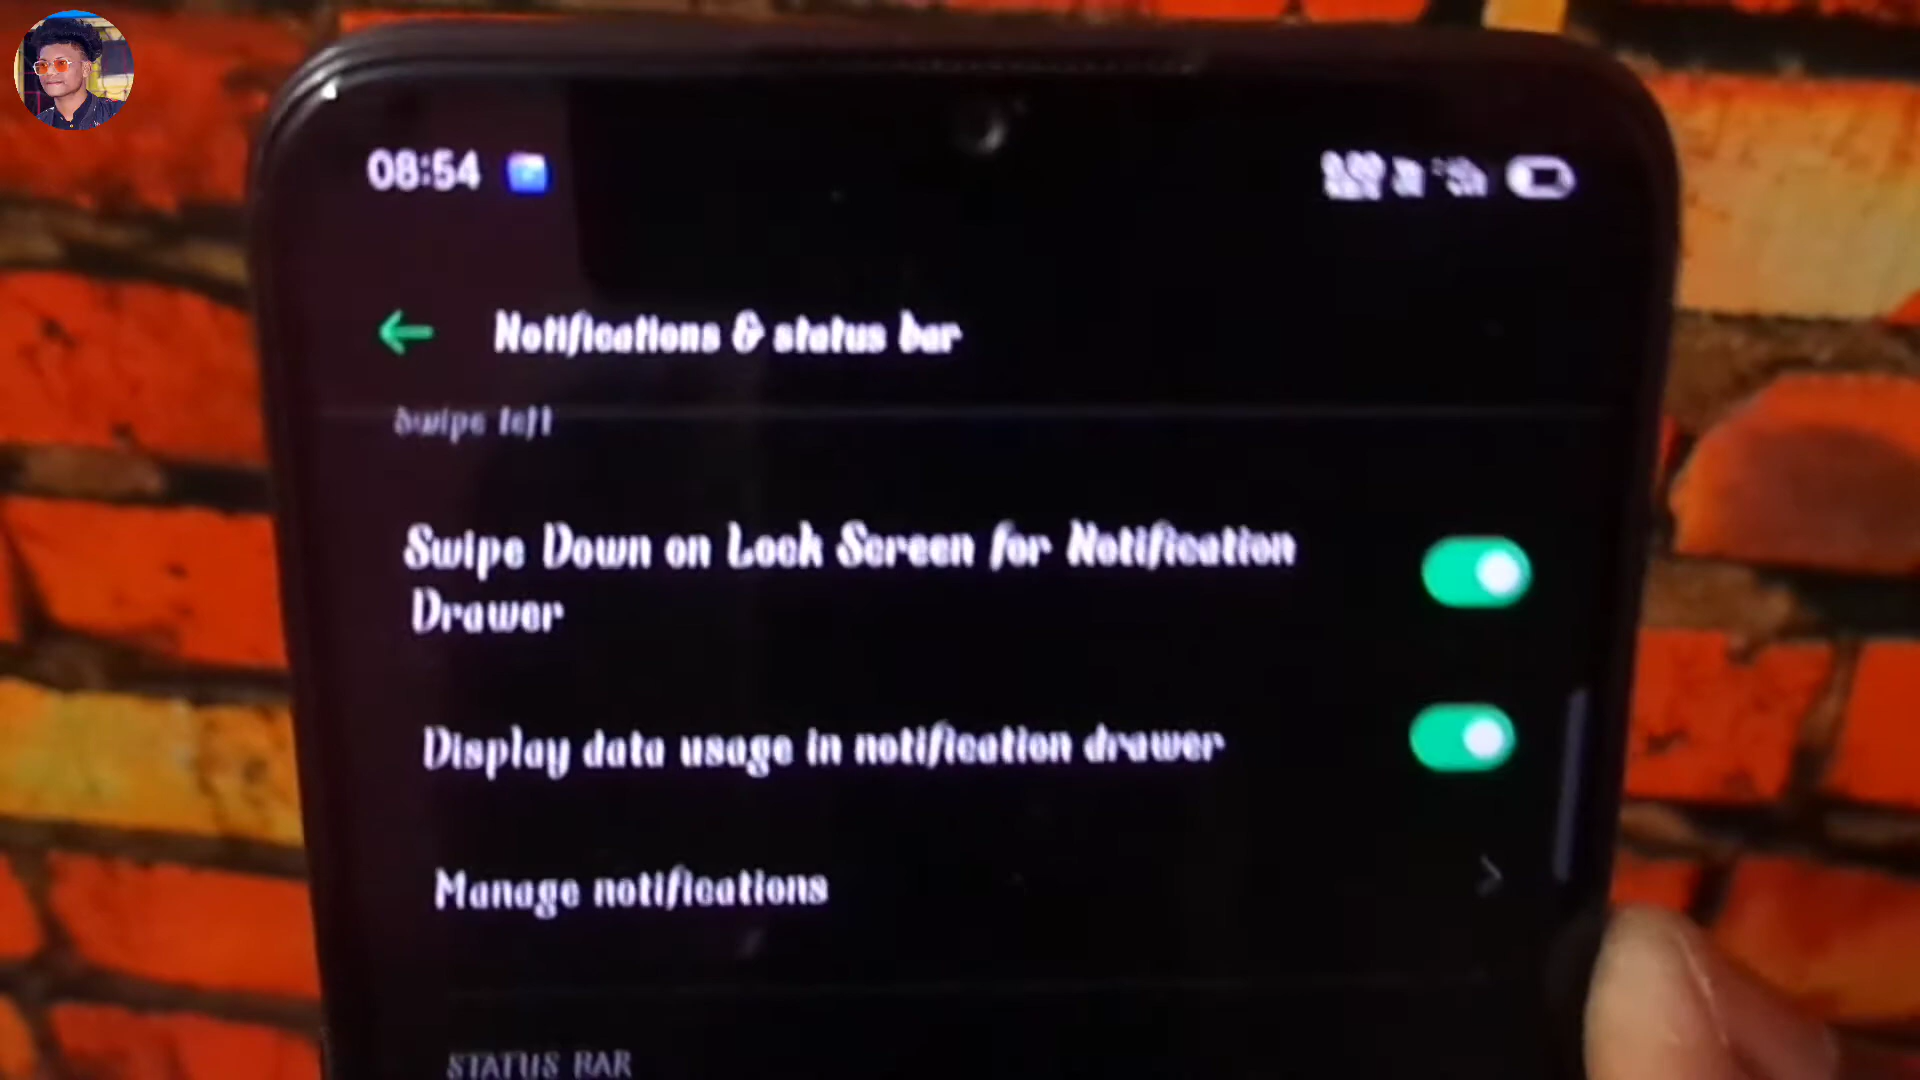 08:54
Notifications & status bar
Swipe left
Swipe Down on Lock Screen for Notification
Drawer
Display data usage in notification drawer
Manage notifications
STATUS BAR